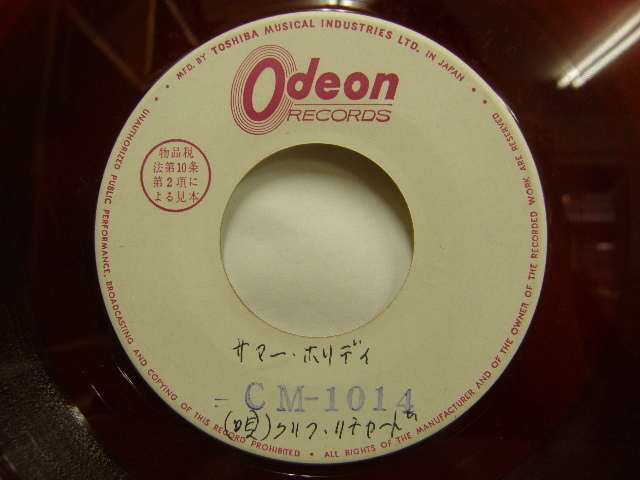 MFD. BY TOSHIBA MUSICAL INDUSTRIES LTD. IN JAPAN
Odeon
RECORDS
物品税
法第10条
第2項に
よる見本
サマー・ホリディ
CM-1014
(唄)クリフ・リチャード
UNAUTHORIZED PUBLIC PERFORMANCE, BROADCASTING AND COPYING OF THIS RECORD PROHIBITED • ALL RIGHTS OF THE MANUFACTURER AND OF THE OWNER OF THE RECORDED WORK ARE RESERVED